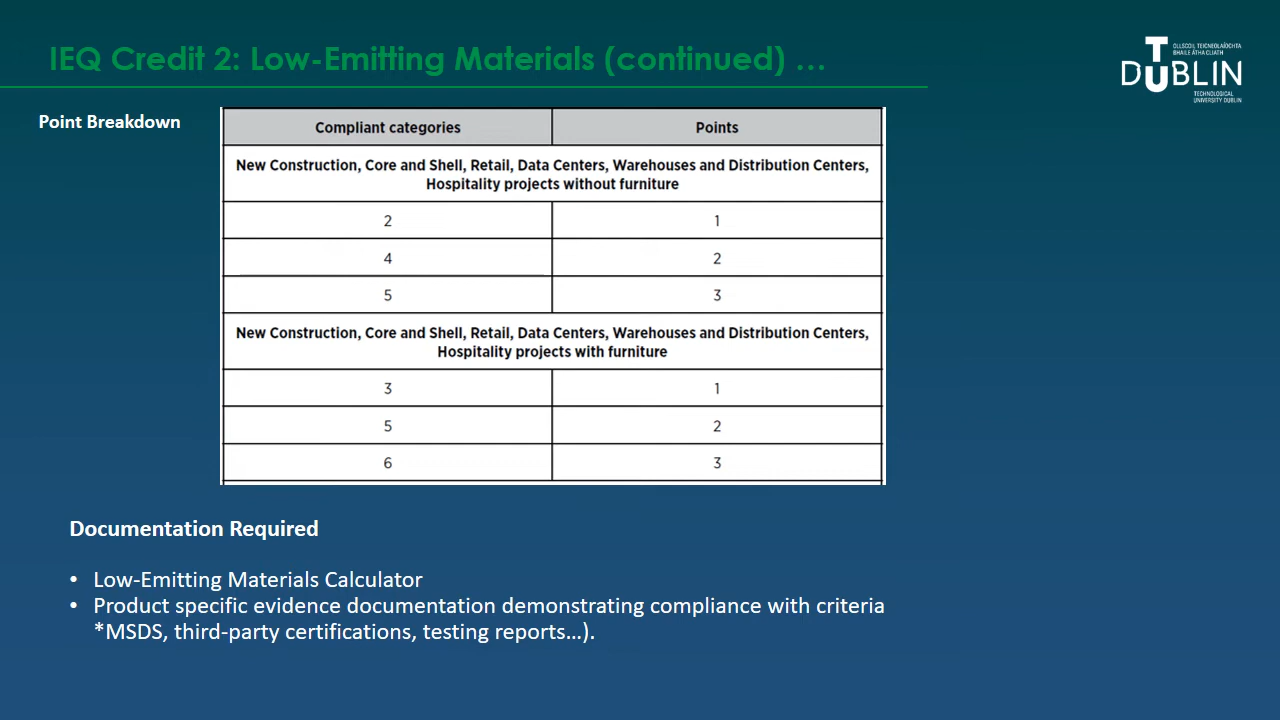 IEQ Credit 2: Low-Emitting Materials (continued) …
OLLSCOIL TEICNEOLAÍOCHTA
BHAILE ÁTHA CLIATH
TU DUBLIN
TECHNOLOGICAL
UNIVERSITY DUBLIN
Point Breakdown
Compliant categories Points
New Construction, Core and Shell, Retail, Data Centers, Warehouses and Distribution Centers,
Hospitality projects without furniture
2 1
4 2
5 3
New Construction, Core and Shell, Retail, Data Centers, Warehouses and Distribution Centers,
Hospitality projects with furniture
3 1
5 2
6 3
Documentation Required
• Low-Emitting Materials Calculator
• Product specific evidence documentation demonstrating compliance with criteria
*MSDS, third-party certifications, testing reports…).